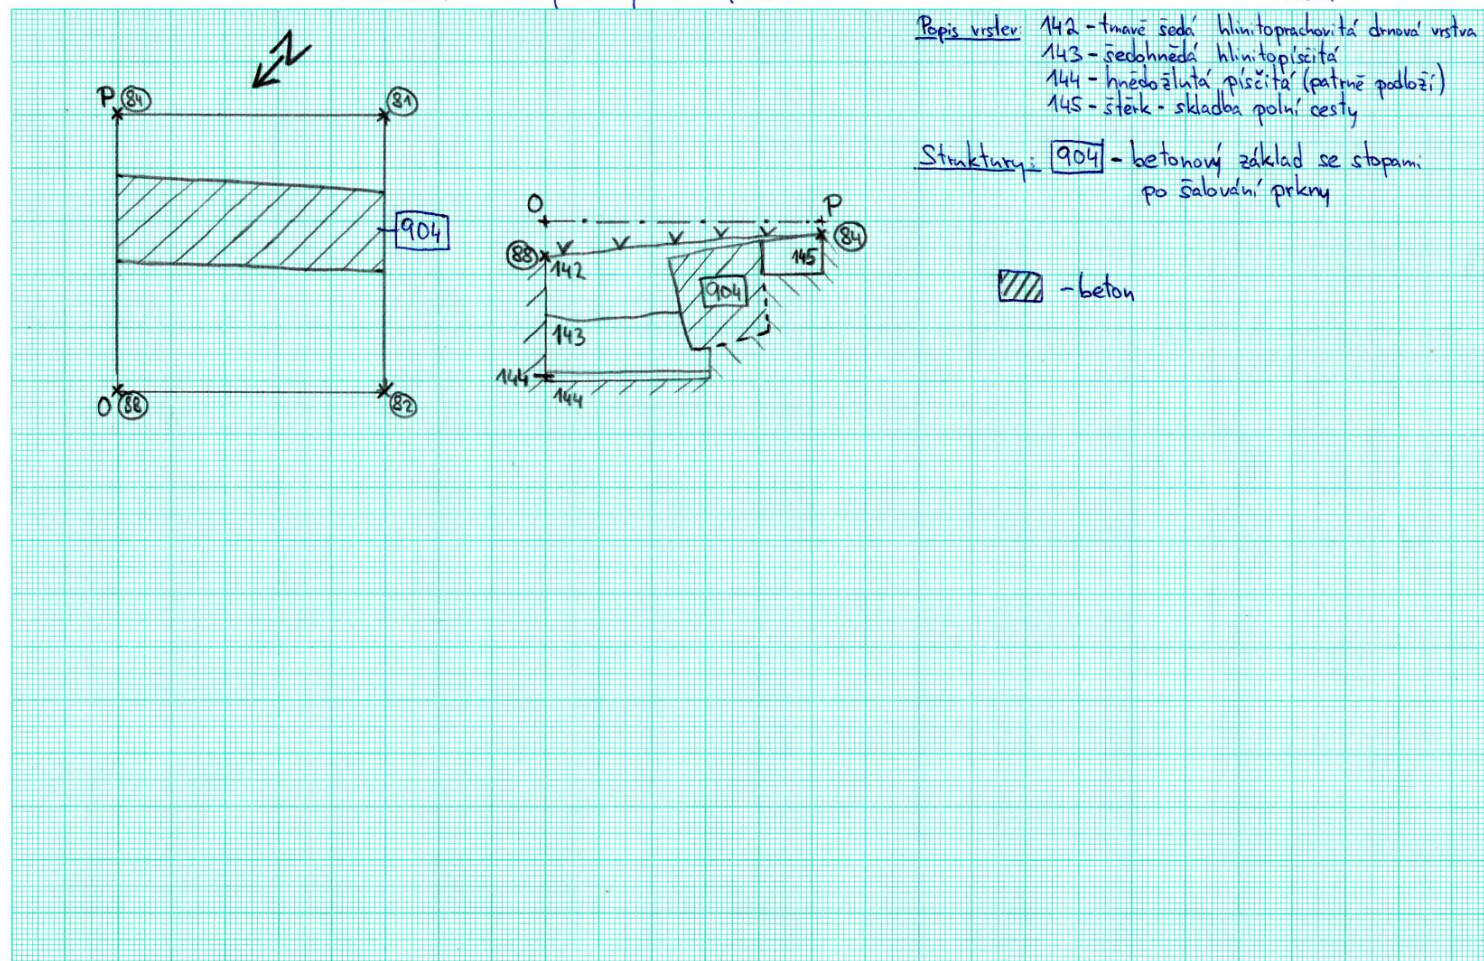 Popis vrstev: 142 - tmavě šedá hlinitoprachovitá drnová vrstva
143 - šedohnědá hlinitopísčitá
144 - hnědožlutá písčitá (patrně podloží)
145 - štěrk - skladba polní cesty
Struktury: 904 - betonový základ se stopami
po šalování prkny
- beton
P 84
81
904
O 88
82
O
P
88
84
142
145
904
143
144
144